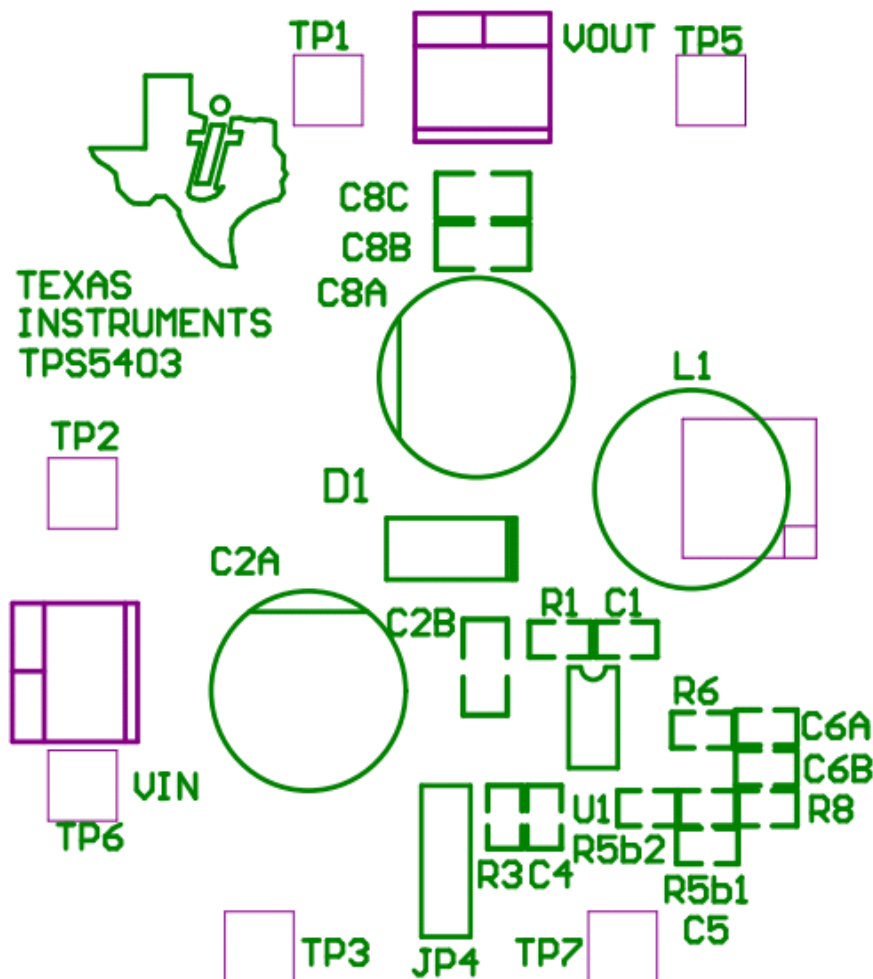 TP1
VOUT
TP5
C8C
C8B
C8A
TEXAS
INSTRUMENTS
TPS5403
L1
TP2
D1
C2A
R1
C1
C2B
R6
C6A
C6B
VIN
U1
R8
TP6
R5b2
R3
C4
R5b1
C5
TP3
JP4
TP7